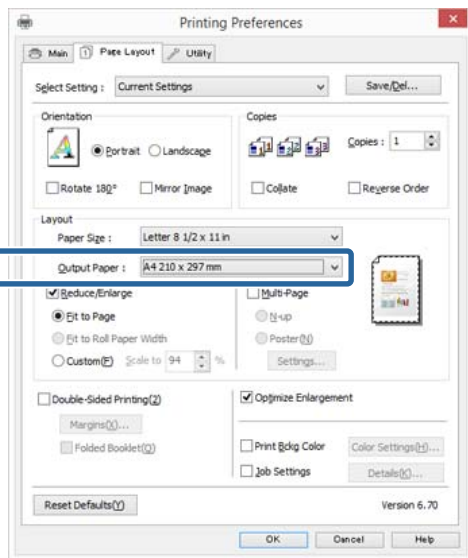 Printing Preferences
Main Page Layout Utility
Select Setting : Current Settings Save/Del...
Orientation
Portrait Landscape
Rotate 180° Mirror Image
Copies
Copies : 1
Collate Reverse Order
Layout
Paper Size : Letter 8 1/2 x 11 in
Output Paper : A4 210 x 297 mm
Reduce/Enlarge
Fit to Page
Fit to Roll Paper Width
Custom(F) Scale to 94 %
Multi-Page
N-up
Poster(N)
Settings...
Double-Sided Printing(2)
Margins(X)...
Folded Booklet(Q)
Optimize Enlargement
Print Bckg Color Color Settings(H)...
Job Settings Details(K)...
Reset Defaults(Y) Version 6.70
OK Cancel Help